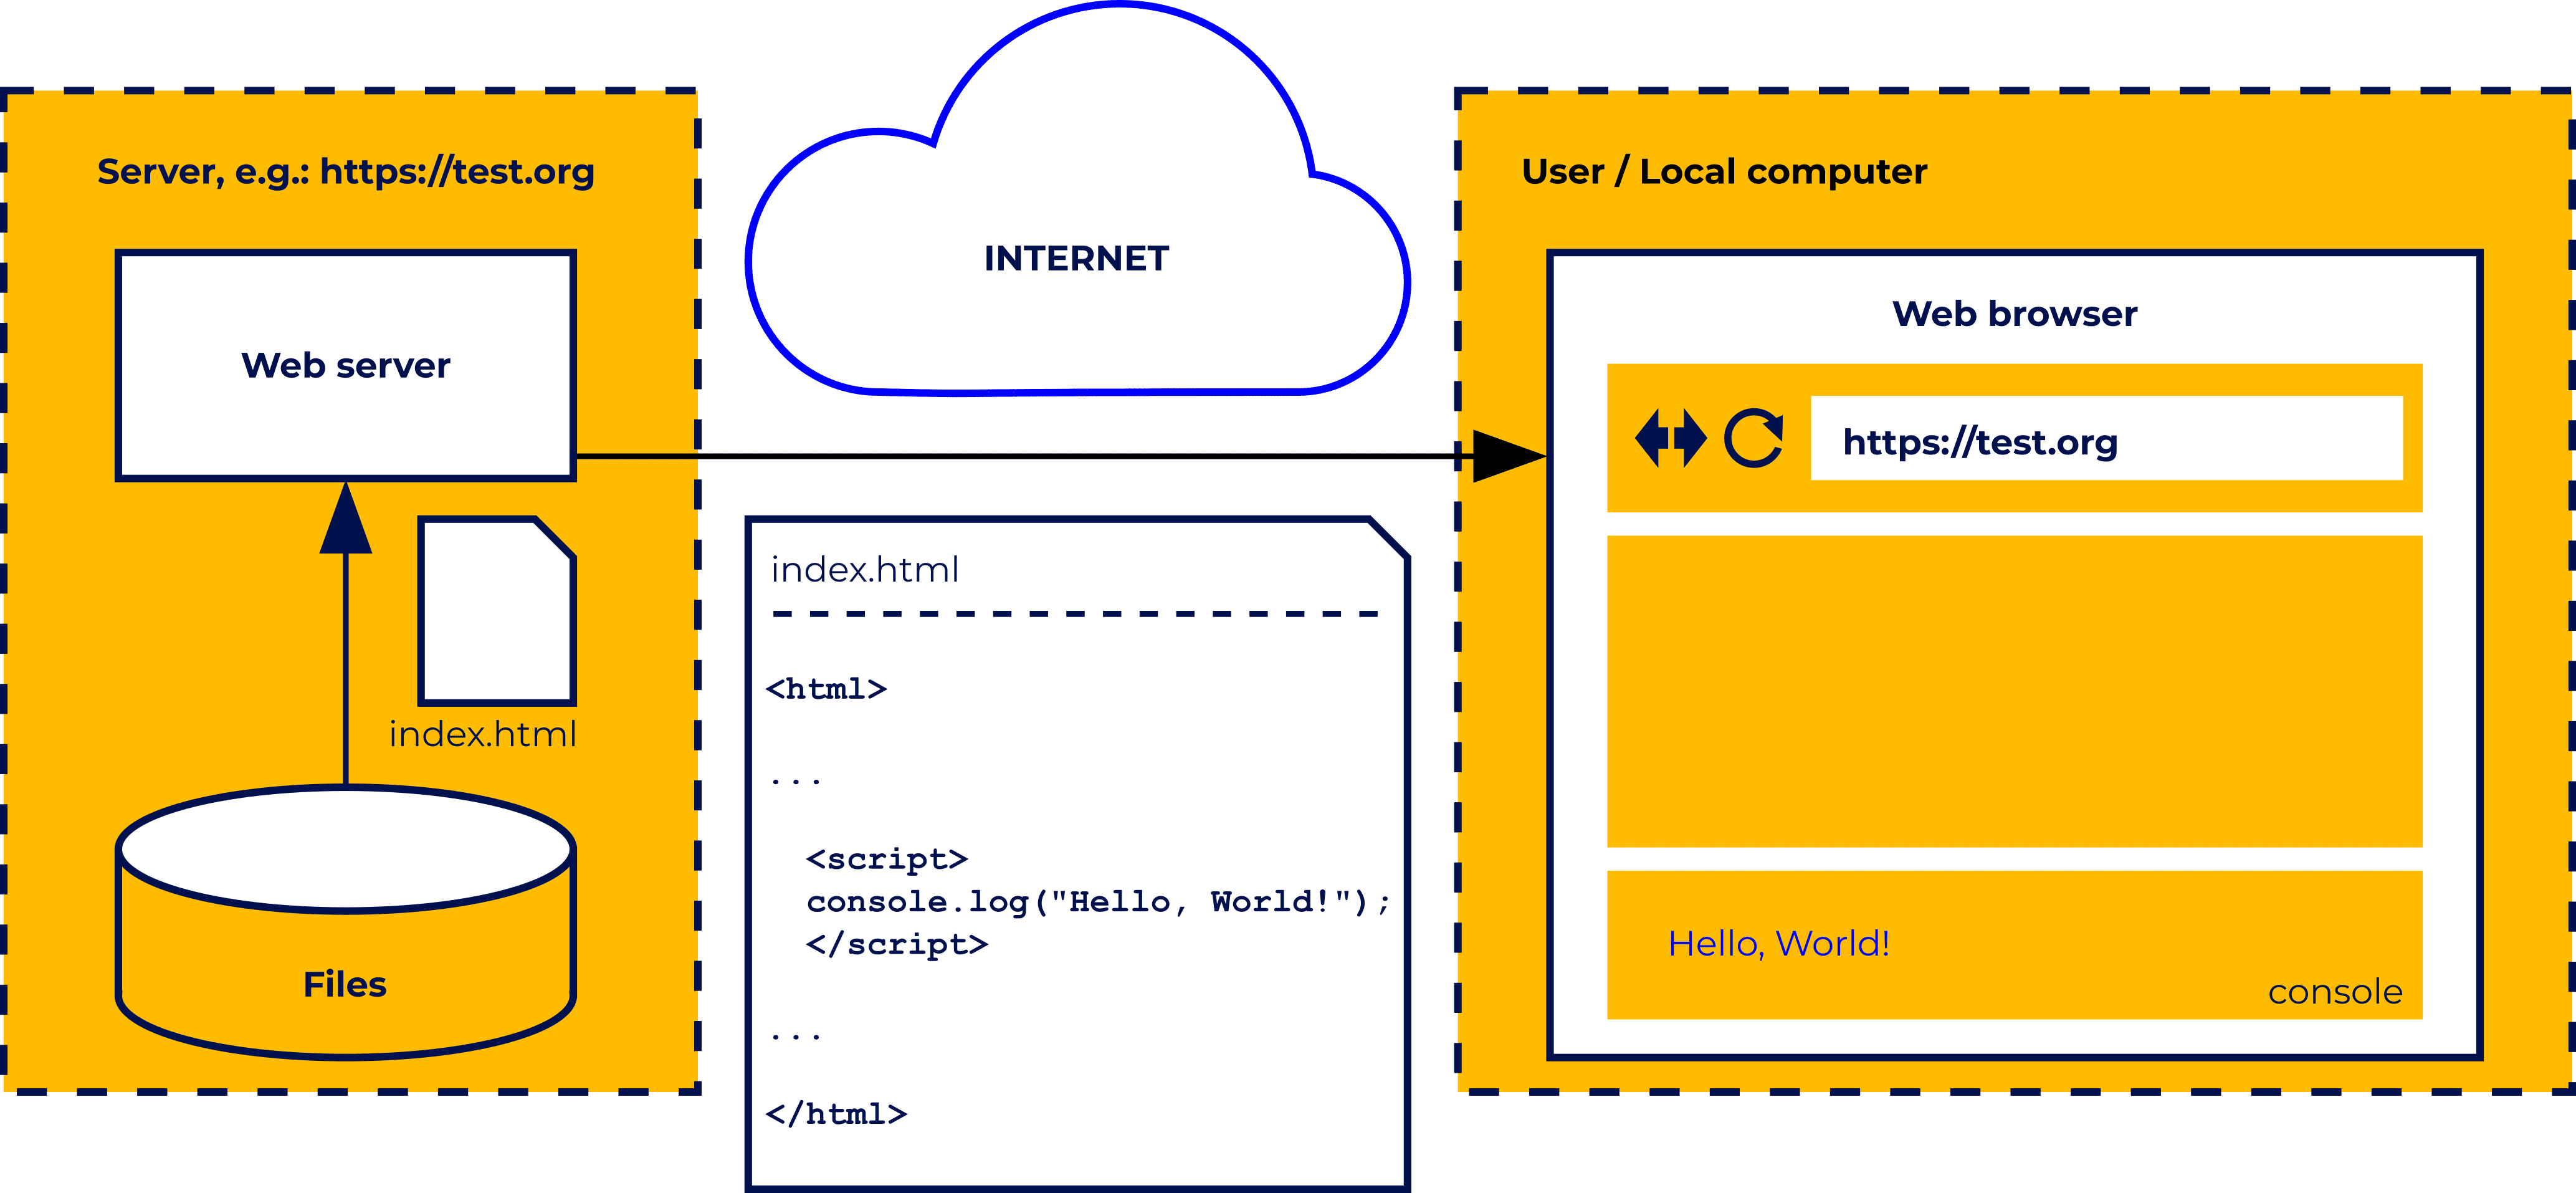 Server, e.g.: https://test.org
Web server
index.html
Files
INTERNET
index.html
<html>
...
<script>
console.log("Hello, World!");
</script>
...
</html>
User / Local computer
Web browser
https://test.org
Hello, World!
console